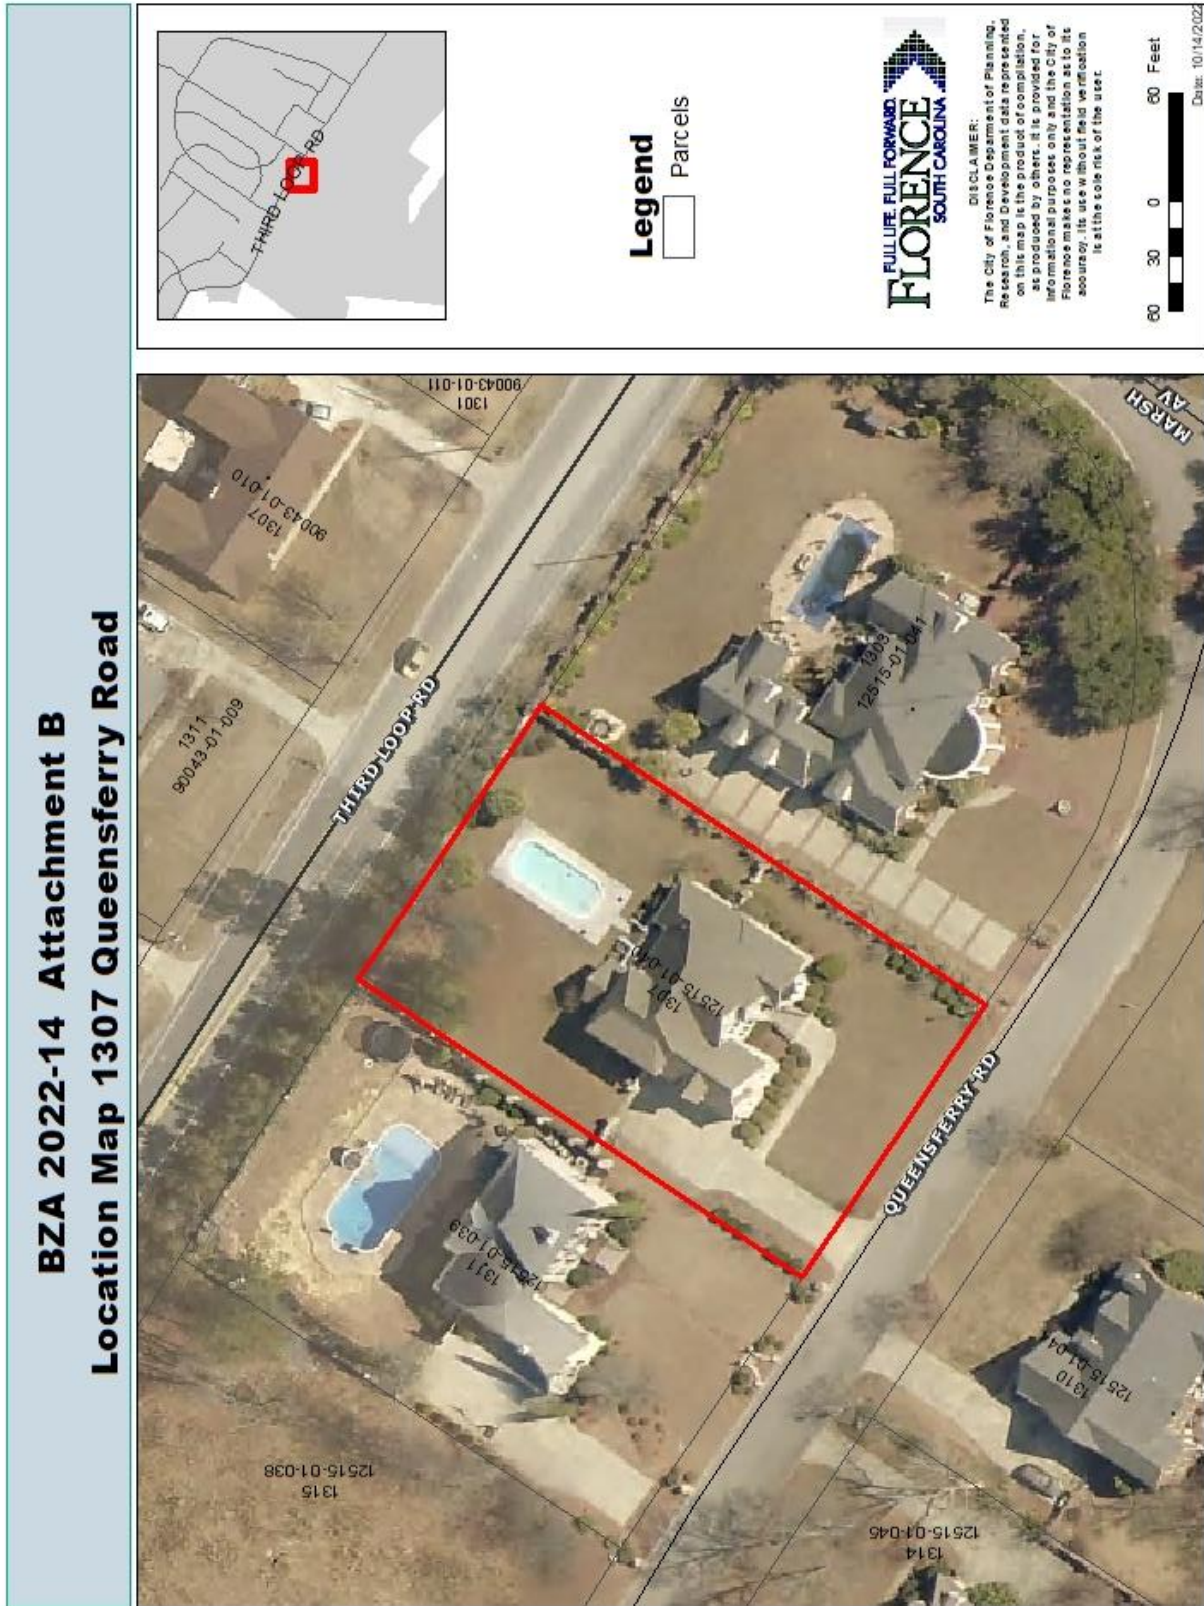 BZA 2022-14 Attachment B
Location Map 1307 Queensferry Road
THIRD LOOP RD
1301
90043-01-011
1307
90043-01-010
1311
90043-01-009
THIRD LOOP RD
1303
12515-01-041
MARSH
AV
1307
1311
12515-01-039
QUEENSFERRY RD
1315
12515-01-038
1310
1314
12515-01-045
Legend
Parcels
FULL LIFE. FULL FORWARD.
FLORENCE
SOUTH CAROLINA
DISCLAIMER:
The City of Florence Department of Planning,
Research, and Development data represented
on this map is the product of compilation,
as produced by others. It is provided for
informational purposes only and the City of
Florence makes no representation as to its
accuracy. Its use without field verification
is at the sole risk of the user.
60 30 0 60 Feet
Date: 10/14/2022